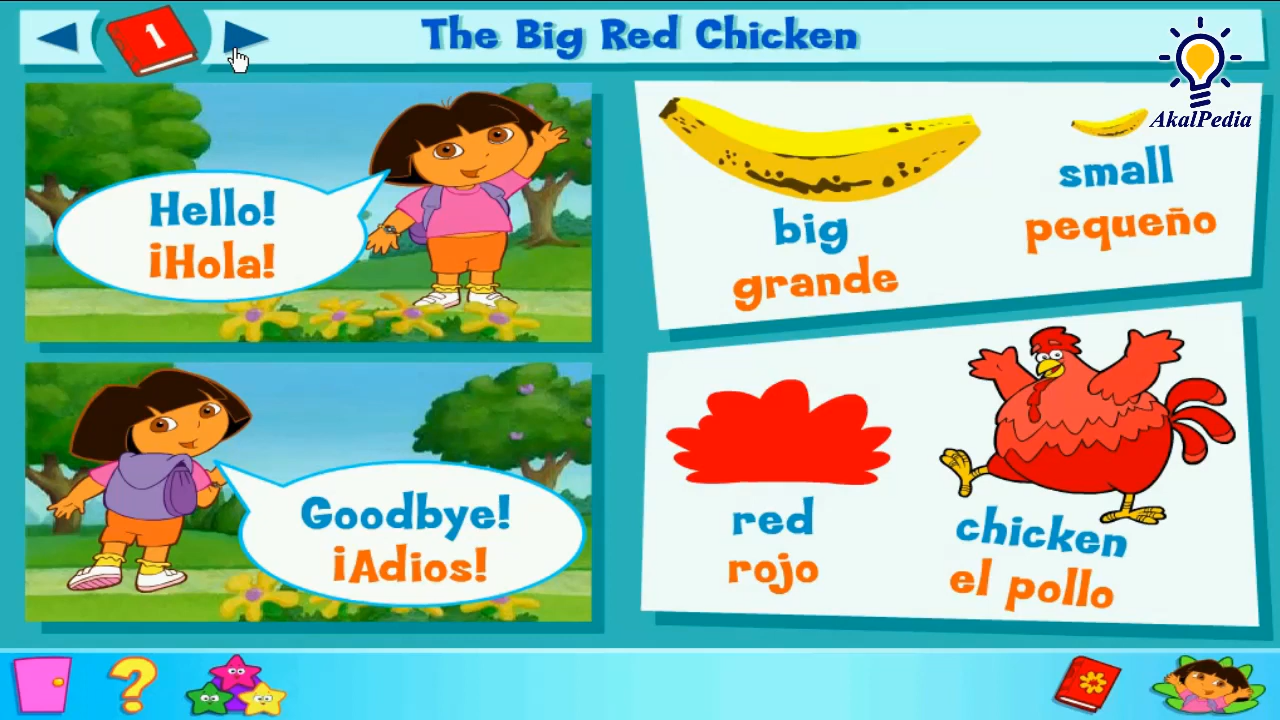 1
The Big Red Chicken
AkalPedia
Hello!
¡Hola!
big
grande
small
pequeño
Goodbye!
¡Adios!
red
rojo
chicken
el pollo
?